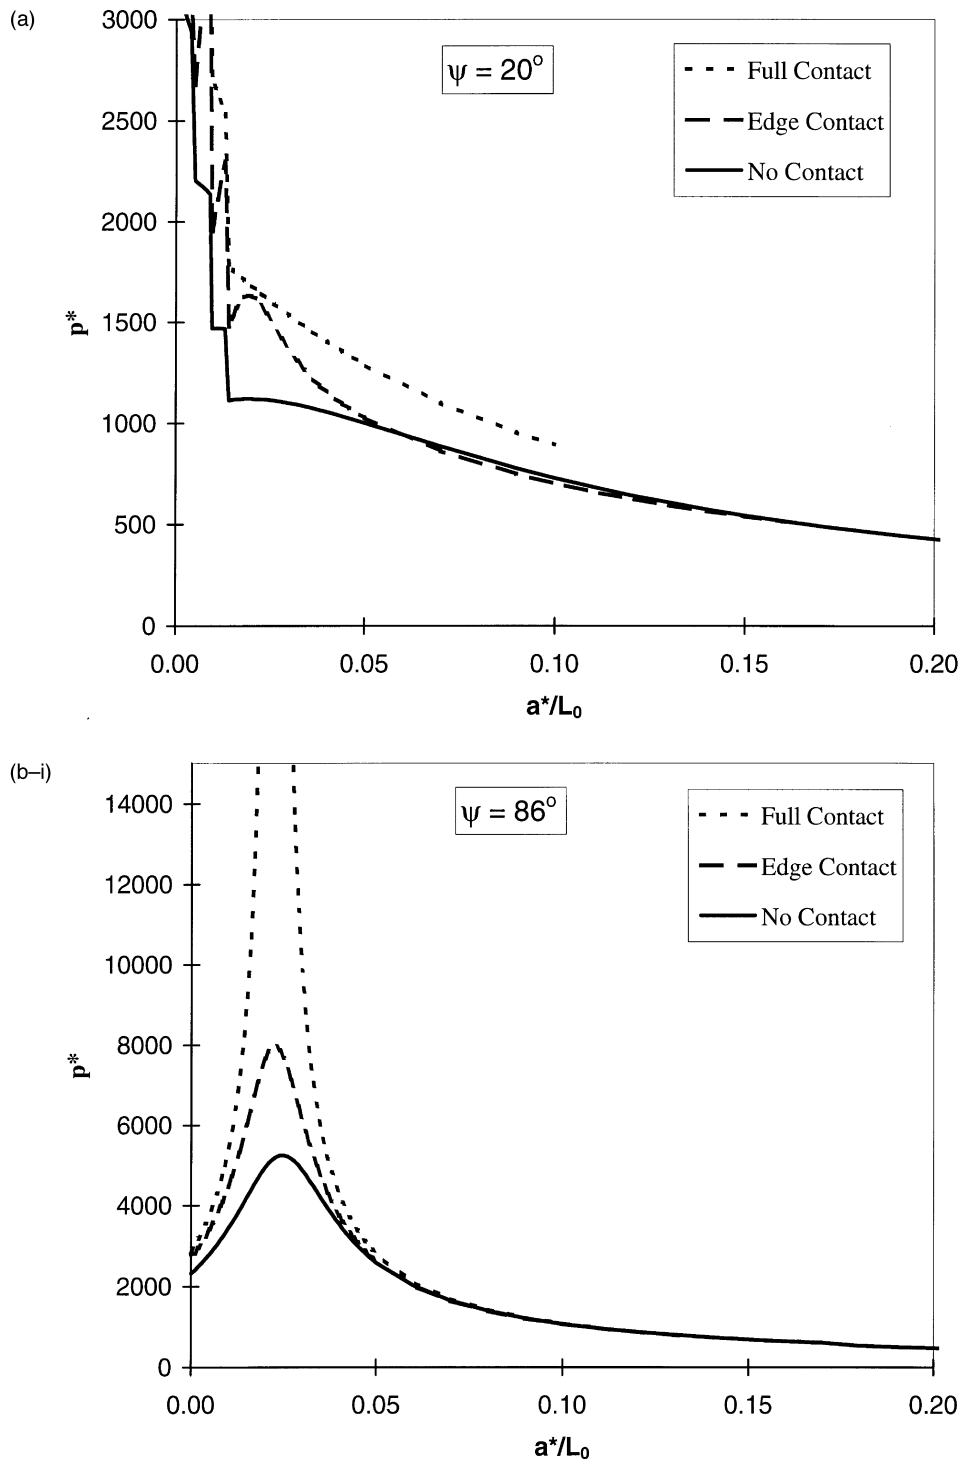 (a)
3000
2500
2000
1500
1000
500
0
p*
ψ = 20°
Full Contact
Edge Contact
No Contact
0.00 0.05 0.10 0.15 0.20
a*/L₀
(b–i)
14000
12000
10000
8000
6000
4000
2000
0
p*
ψ = 86°
Full Contact
Edge Contact
No Contact
0.00 0.05 0.10 0.15 0.20
a*/L₀